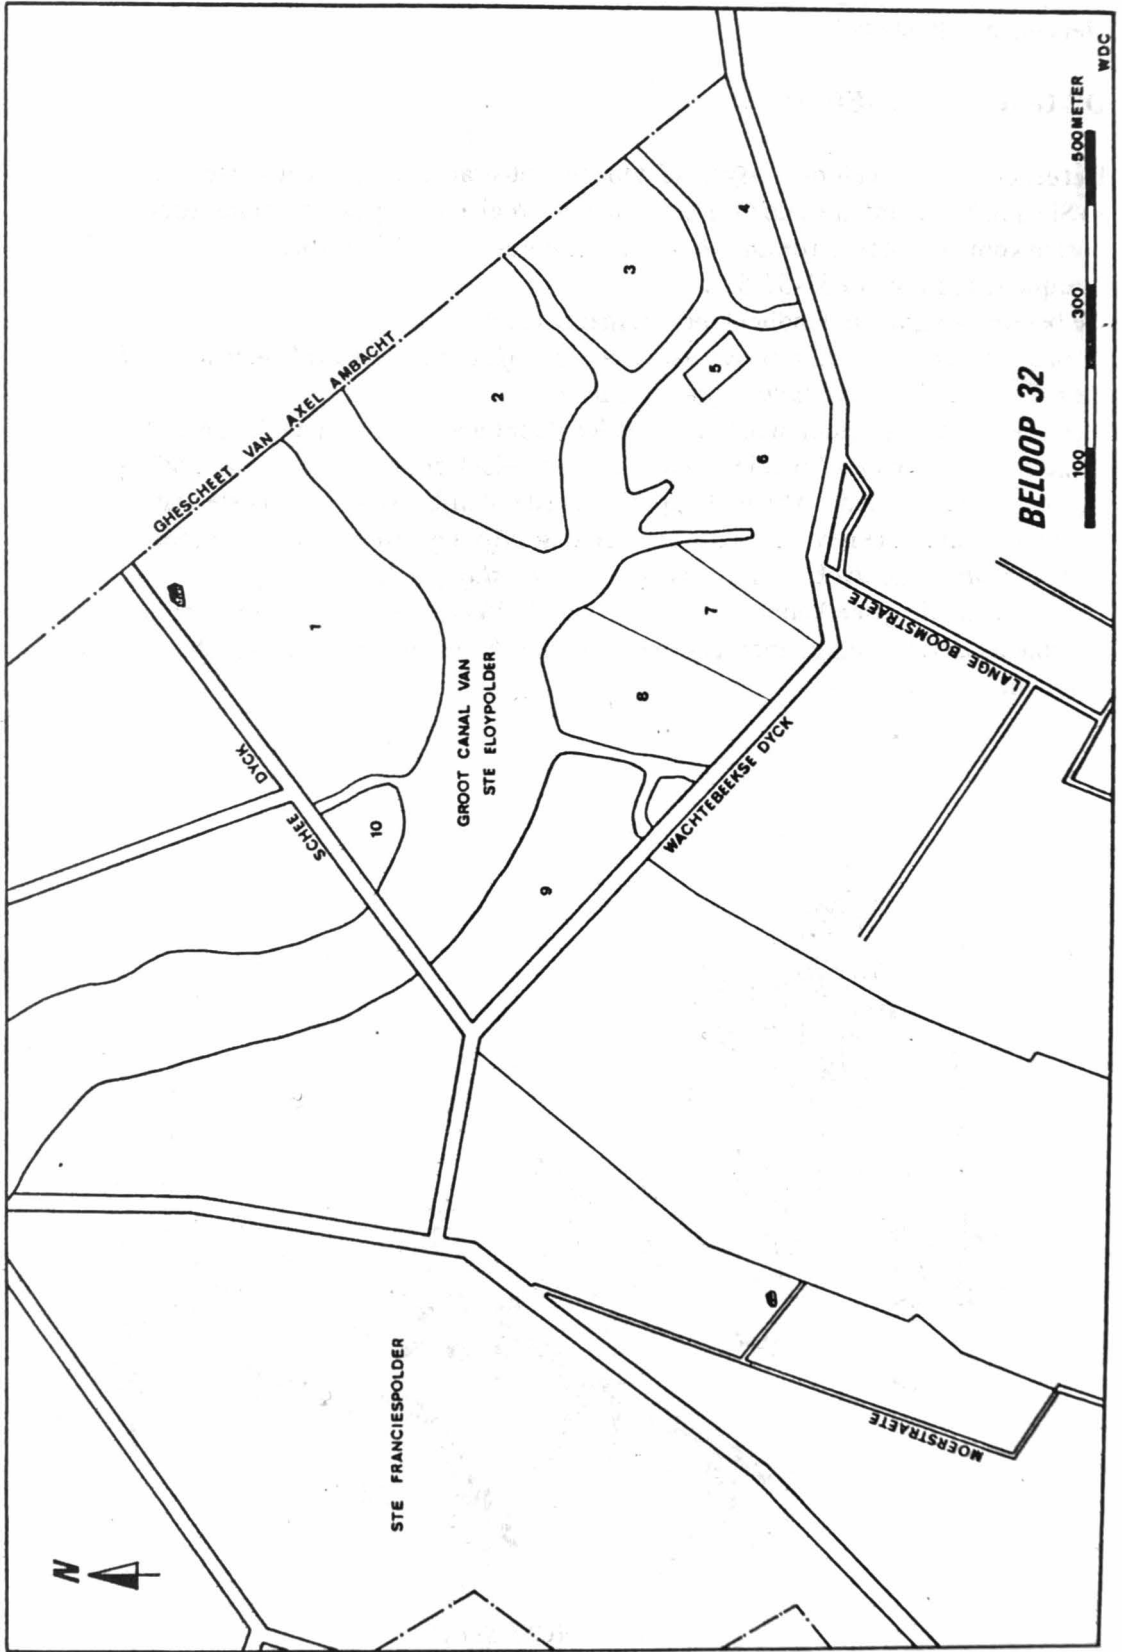 N
STE FRANCIESPOLDER
MOERSTRAETE
SCHEE
DYCK
GHESCHEET VAN AXEL AMBACHT
GROOT CANAL VAN
STE ELOYPOLDER
WACHTEBEEKSE DYCK
LANGE BOOMSTRAETE
1
2
3
4
5
6
7
8
9
10
BELOOP 32
100
300
500 METER
WDC